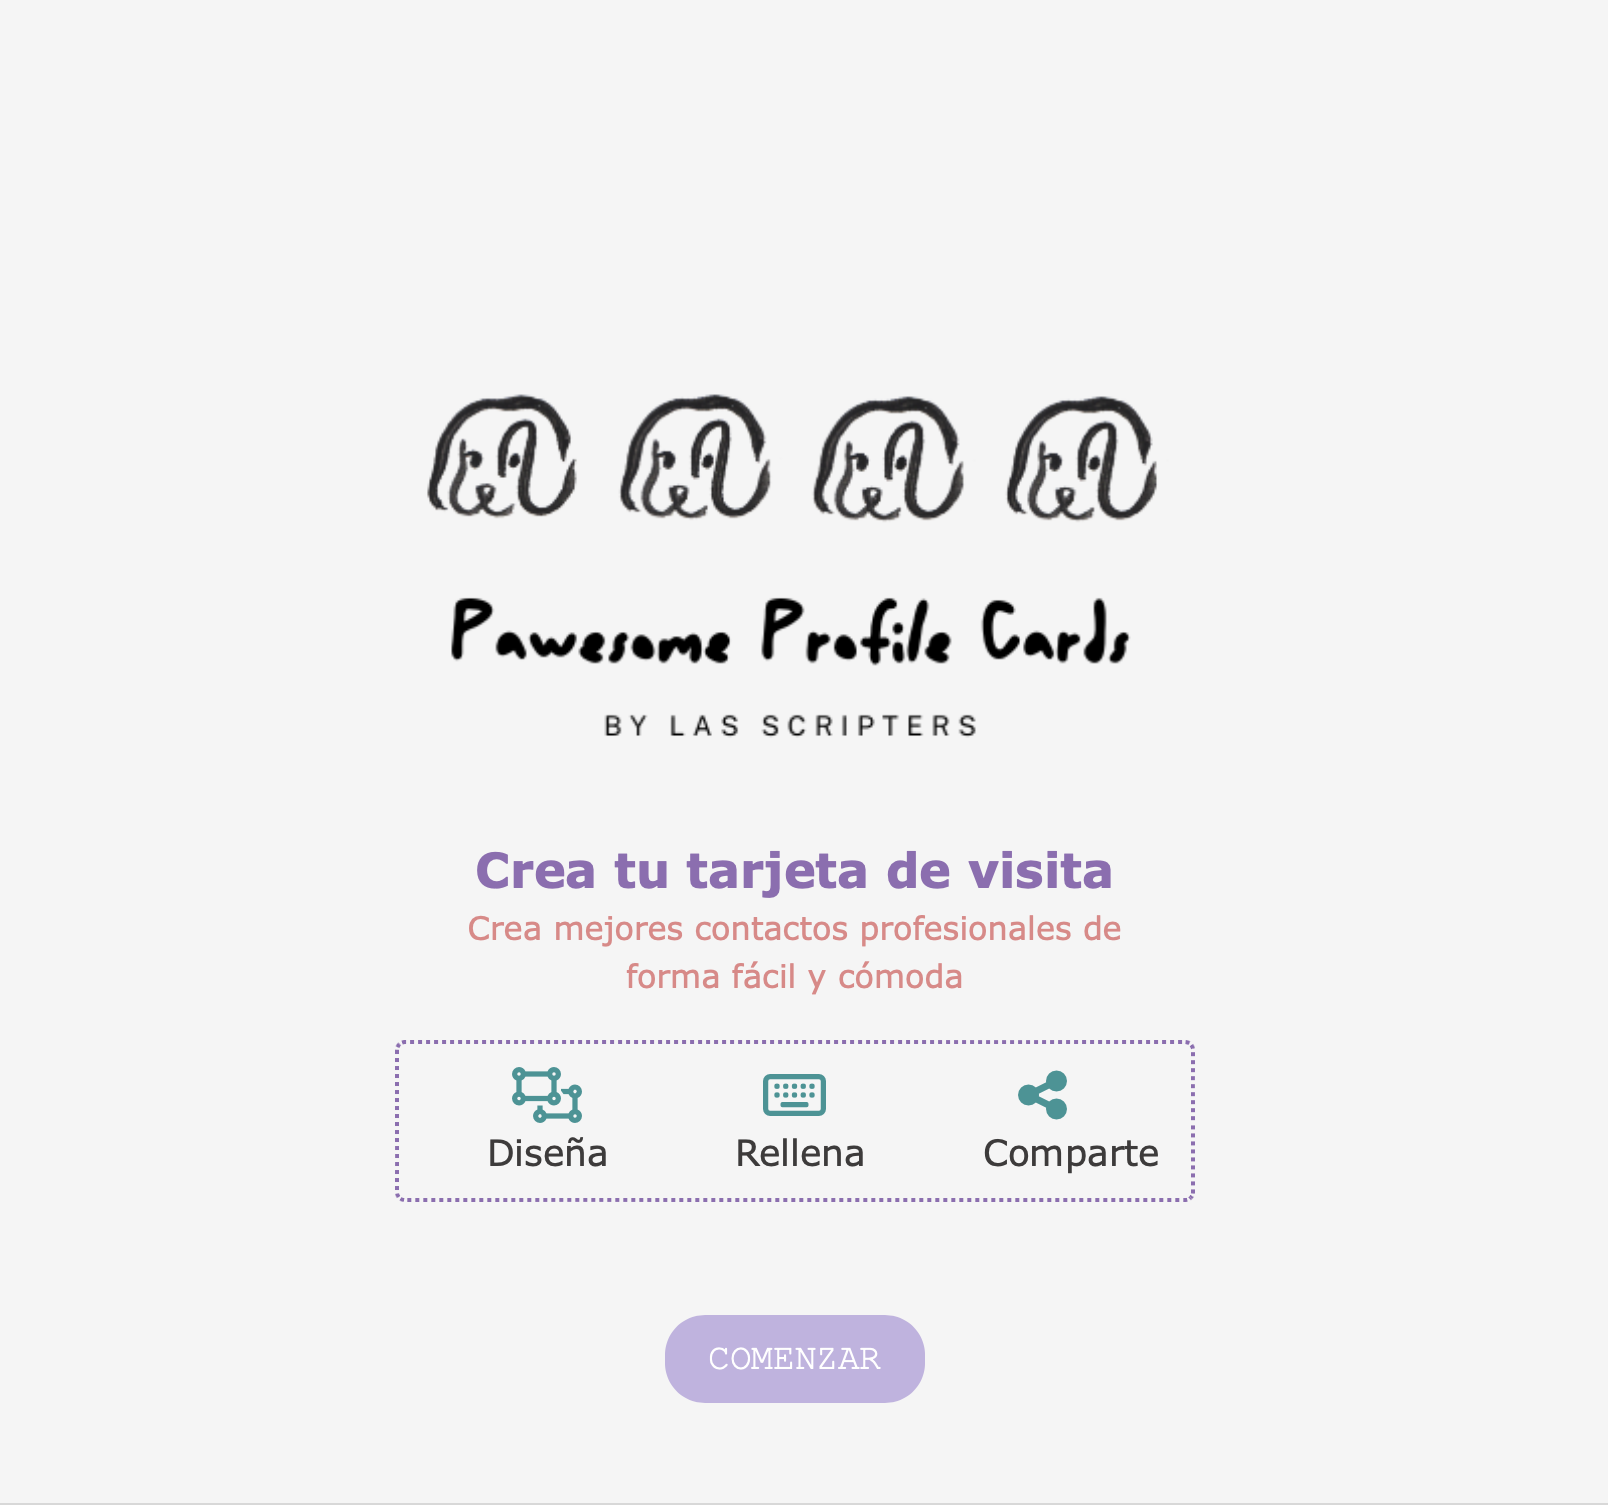 Pawesome Profile Cards
BY LAS SCRIPTERS
Crea tu tarjeta de visita
Crea mejores contactos profesionales de
forma fácil y cómoda
Diseña Rellena Comparte
COMENZAR